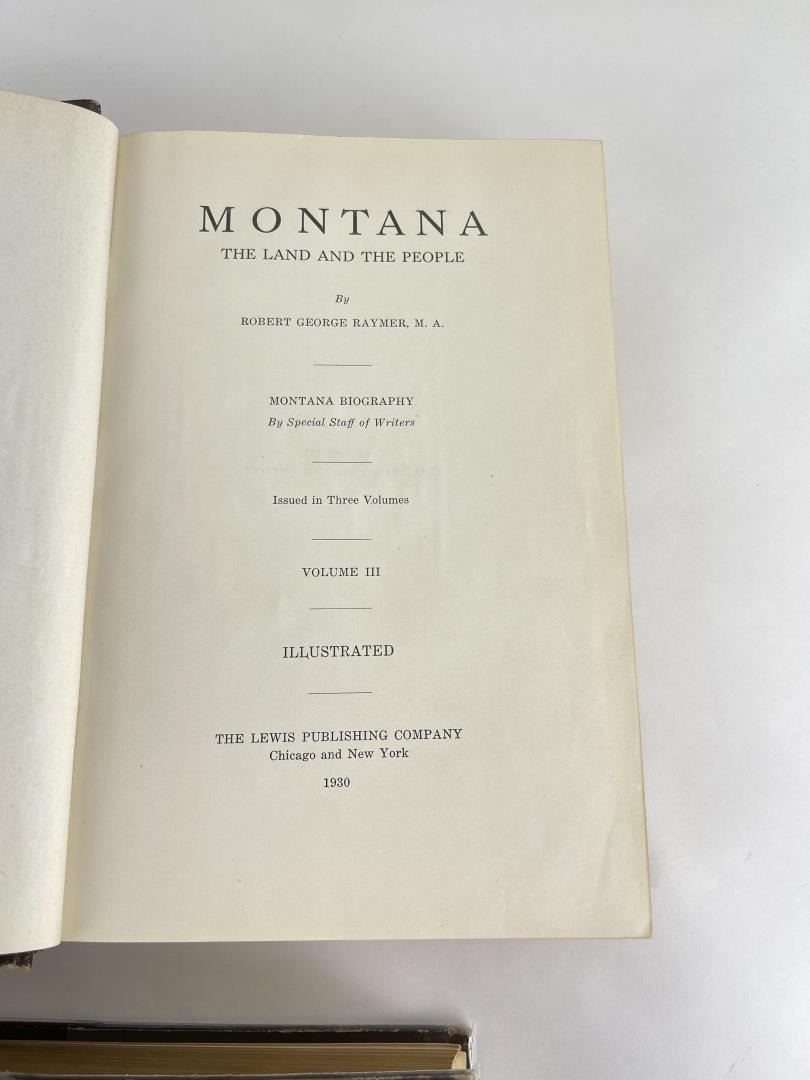 MONTANA
THE LAND AND THE PEOPLE
By
ROBERT GEORGE RAYMER, M. A.
MONTANA BIOGRAPHY
By Special Staff of Writers
Issued in Three Volumes
VOLUME III
ILLUSTRATED
THE LEWIS PUBLISHING COMPANY
Chicago and New York
1930